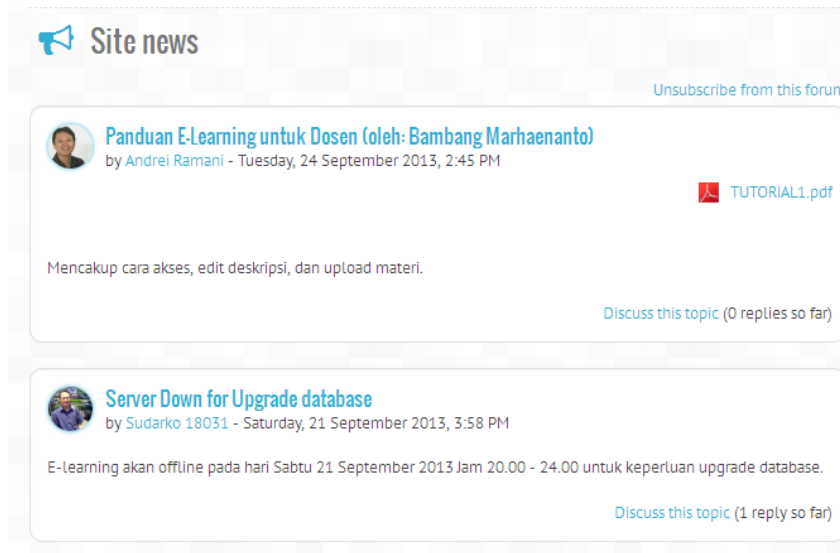 Site news
Unsubscribe from this forum
Panduan E-Learning untuk Dosen (oleh: Bambang Marhaenanto)
by Andrei Ramani - Tuesday, 24 September 2013, 2:45 PM
TUTORIAL1.pdf
Mencakup cara akses, edit deskripsi, dan upload materi.
Discuss this topic (0 replies so far)
Server Down for Upgrade database
by Sudarko 18031 - Saturday, 21 September 2013, 3:58 PM
E-learning akan offline pada hari Sabtu 21 September 2013 Jam 20.00 - 24.00 untuk keperluan upgrade database.
Discuss this topic (1 reply so far)